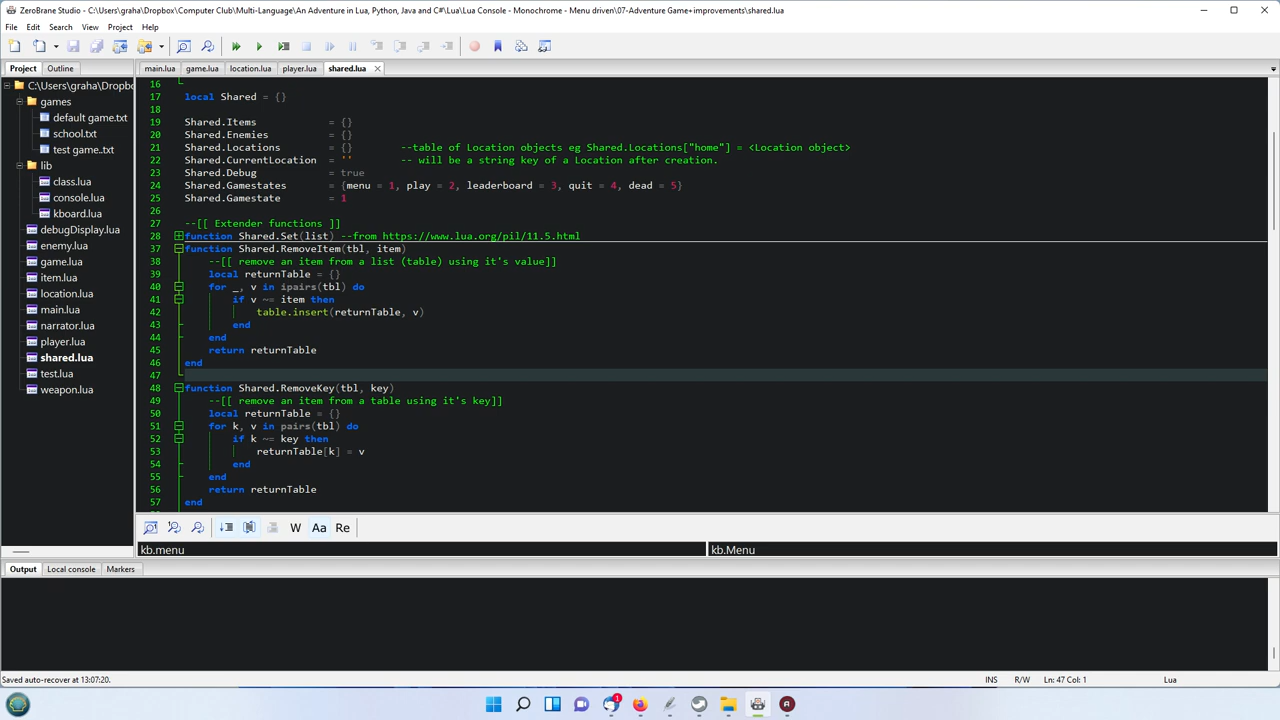 ZeroBrane Studio - C:\Users\graha\Dropbox\Computer Club\Multi-Language\An Adventure in Lua, Python, Java and C#\Lua\Lua Console - Monochrome - Menu driven\07-Adventure Game+improvements\shared.lua
File Edit Search View Project Help
Project Outline
main.lua game.lua location.lua player.lua shared.lua
C:\Users\graha\Dropb
games
default game.txt
school.txt
test game..txt
lib
class.lua
console.lua
kboard.lua
debugDisplay.lua
enemy.lua
game.lua
item.lua
location.lua
main.lua
narrator.lua
player.lua
shared.lua
test.lua
weapon.lua
16
17 local Shared = {}
18
19 Shared.Items = {}
20 Shared.Enemies = {}
21 Shared.Locations = {} --table of Location objects eg Shared.Locations["home"] = <Location object>
22 Shared.CurrentLocation = '' -- will be a string key of a Location after creation.
23 Shared.Debug = true
24 Shared.Gamestates = {menu = 1, play = 2, leaderboard = 3, quit = 4, dead = 5}
25 Shared.Gamestate = 1
26
27 --[[ Extender functions ]]
28 function Shared.Set(list) --from https://www.lua.org/pil/11.5.html
37 function Shared.RemoveItem(tbl, item)
38 --[[ remove an item from a list (table) using it's value]]
39 local returnTable = {}
40 for _, v in ipairs(tbl) do
41 if v ~= item then
42 table.insert(returnTable, v)
43 end
44 end
45 return returnTable
46 end
47
48 function Shared.RemoveKey(tbl, key)
49 --[[ remove an item from a table using it's key]]
50 local returnTable = {}
51 for k, v in pairs(tbl) do
52 if k ~= key then
53 returnTable[k] = v
54 end
55 end
56 return returnTable
57 end
W Aa Re
kb.menu kb.Menu
Output Local console Markers
Saved auto-recover at 13:07:20. INS R/W Ln: 47 Col: 1 Lua
1